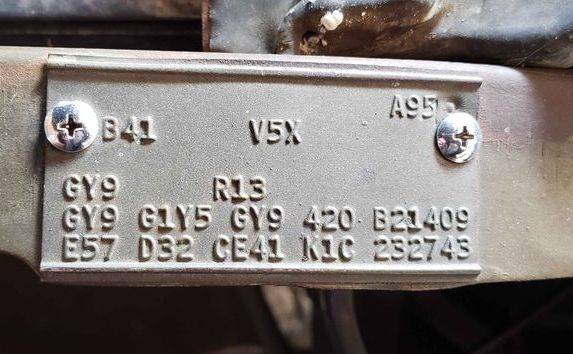 A95
B41 V5X
GY9 R13
GY9 G1Y5 GY9 420 B21409
E57 D32 CE41 K1C 232743